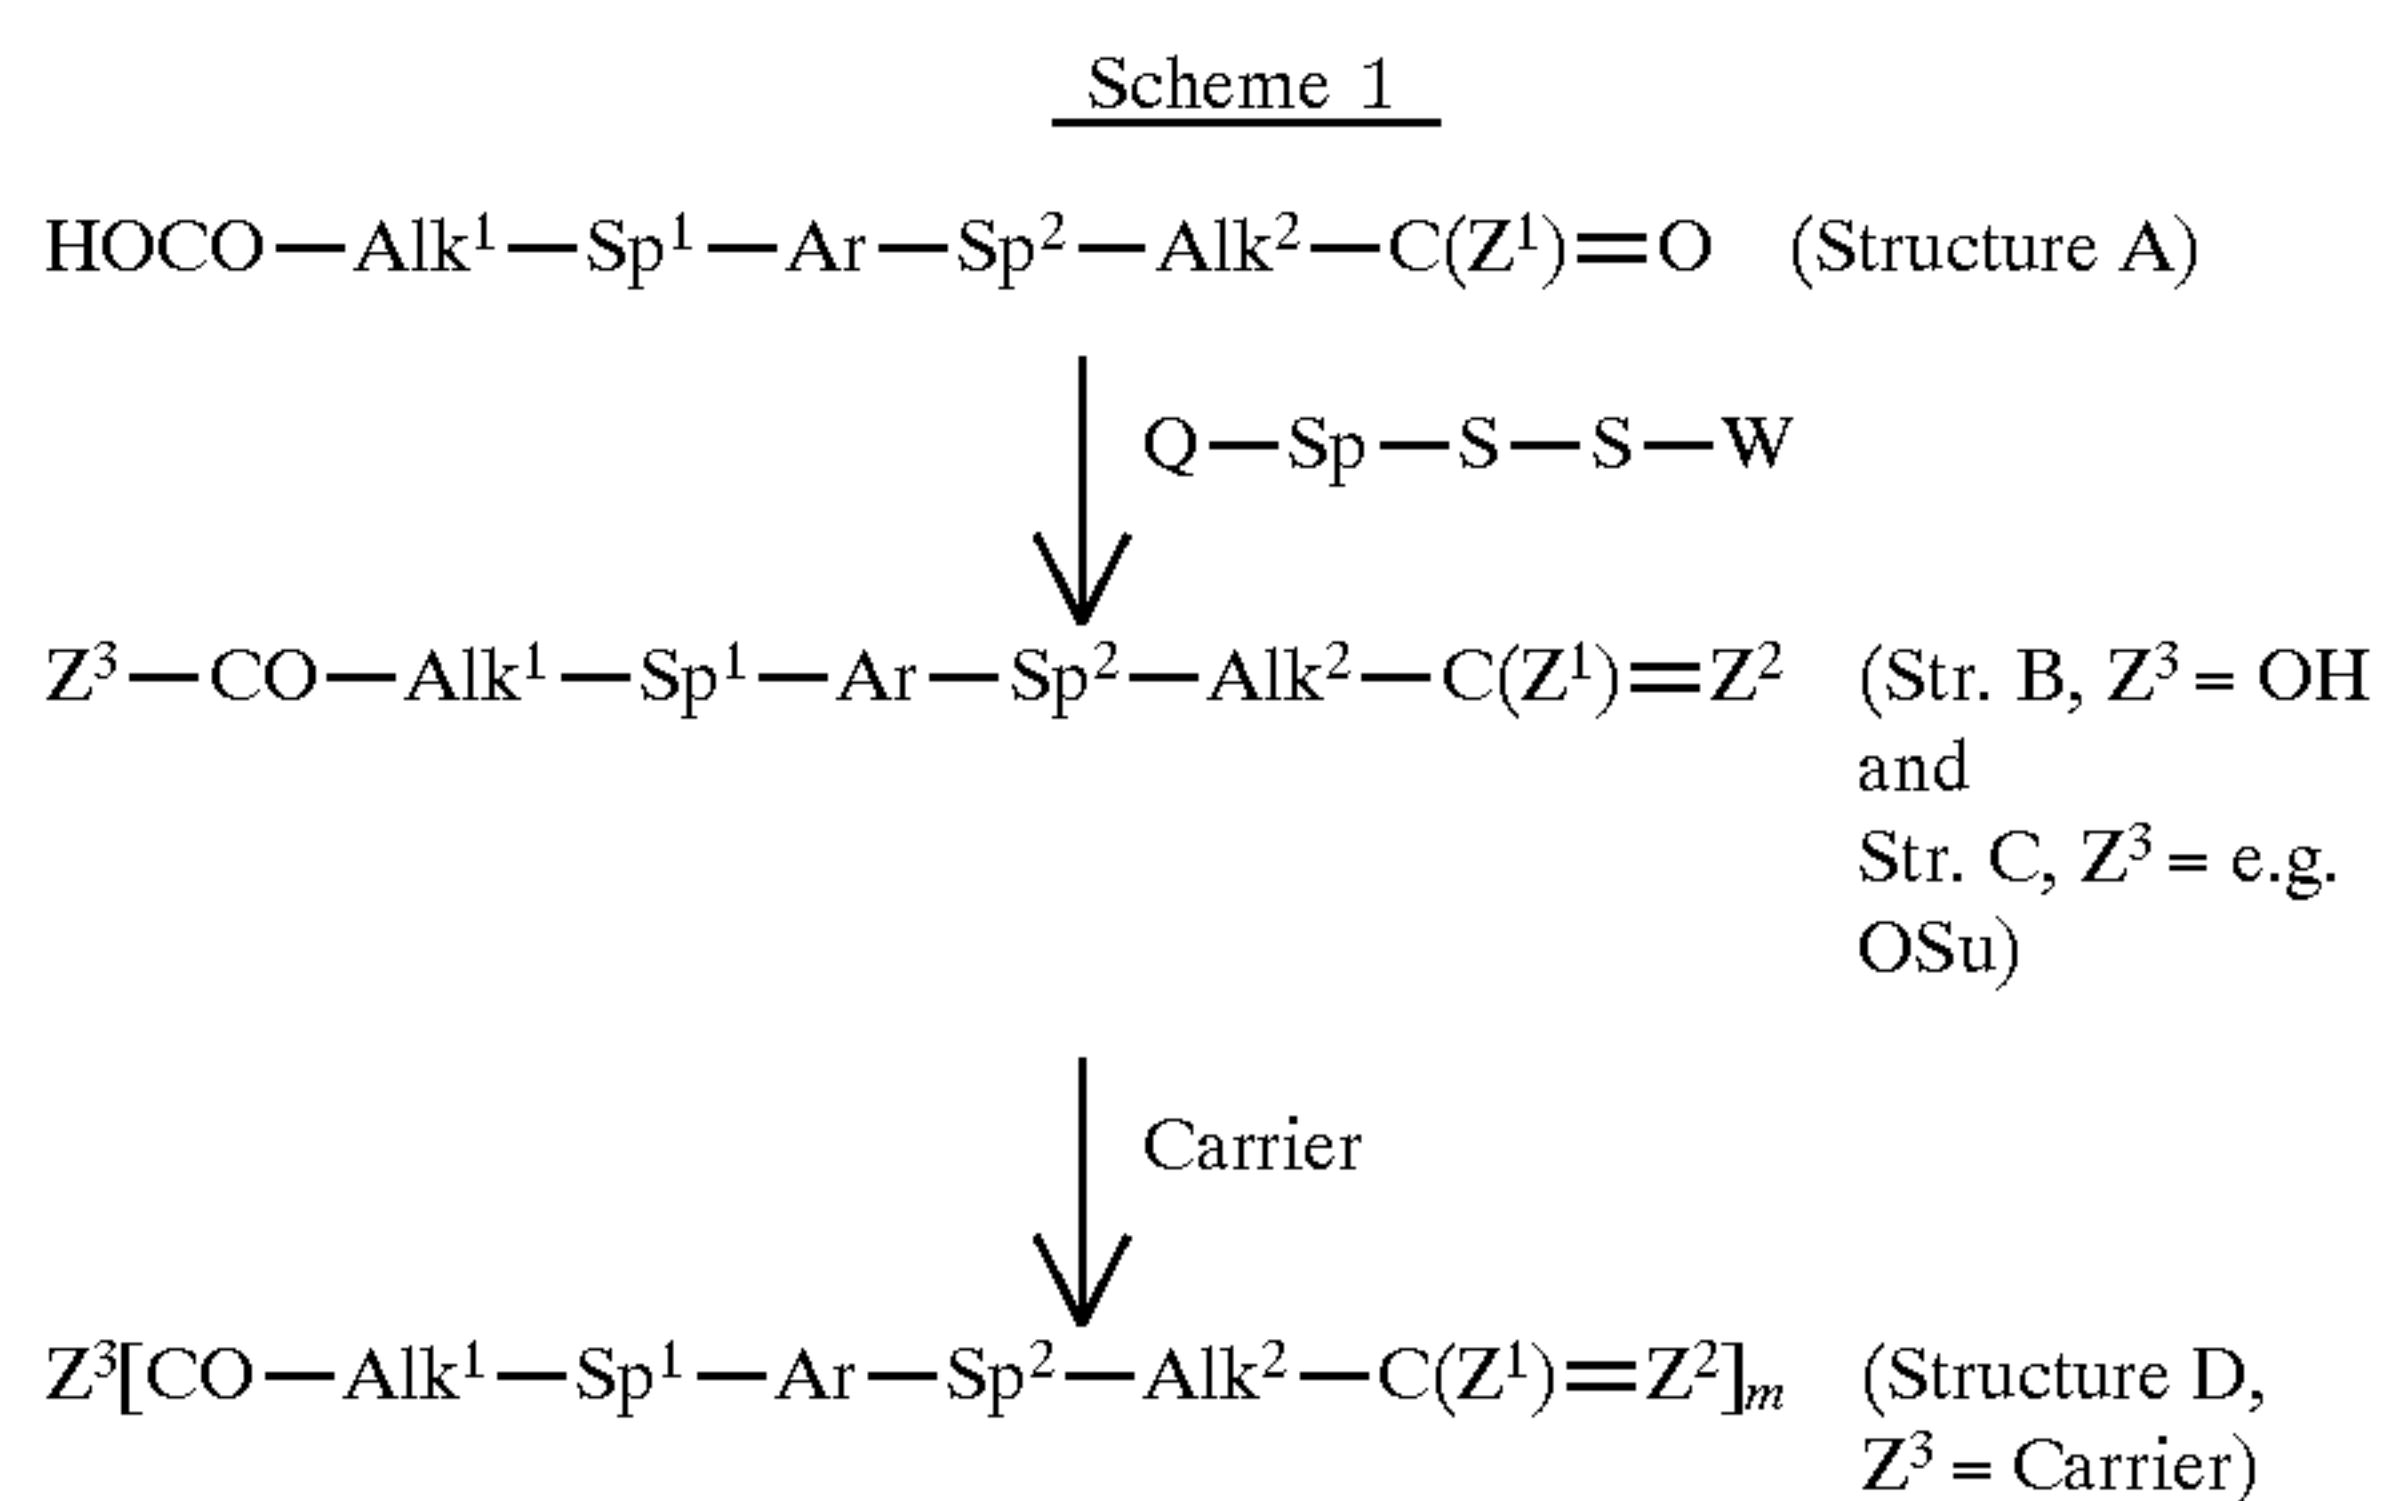 Scheme 1
HOCO—Alk¹—Sp¹—Ar—Sp²—Alk²—C(Z¹)=O (Structure A)
Q—Sp—S—S—W
Z³—CO—Alk¹—Sp¹—Ar—Sp²—Alk²—C(Z¹)=Z² (Str. B, Z³ = OH
and
Str. C, Z³ = e.g.
OSu)
Carrier
Z³[CO—Alk¹—Sp¹—Ar—Sp²—Alk²—C(Z¹)=Z²]ₘ (Structure D,
Z³ = Carrier)